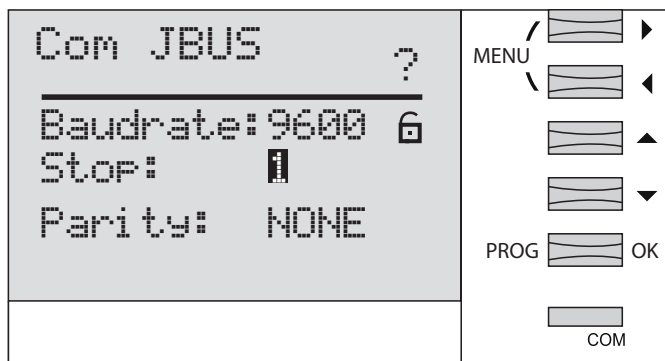 Com JBUS
?
Baudrate:9600
Stop: 1
Parity: NONE
MENU
PROG OK
COM